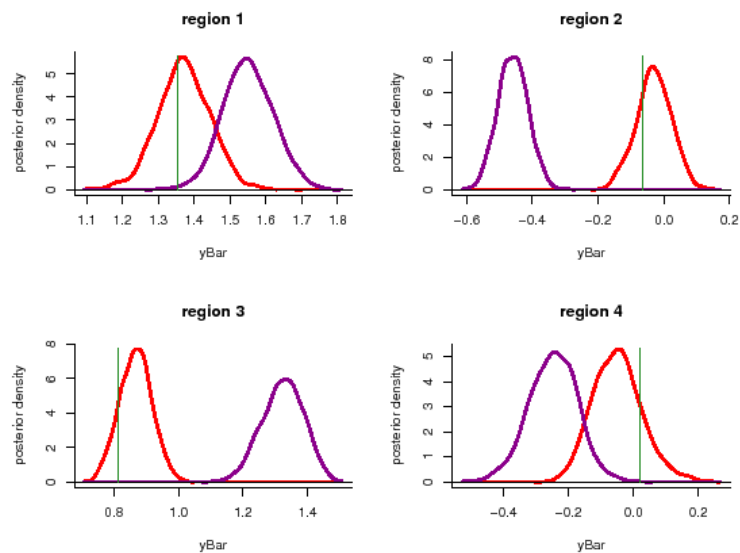 region 1
posterior density
0 1 2 3 4 5
1.1 1.2 1.3 1.4 1.5 1.6 1.7 1.8
yBar
region 2
posterior density
0 2 4 6 8
−0.6 −0.4 −0.2 0.0 0.2
yBar
region 3
posterior density
0 2 4 6 8
0.8 1.0 1.2 1.4
yBar
region 4
posterior density
0 1 2 3 4 5
−0.4 −0.2 0.0 0.2
yBar